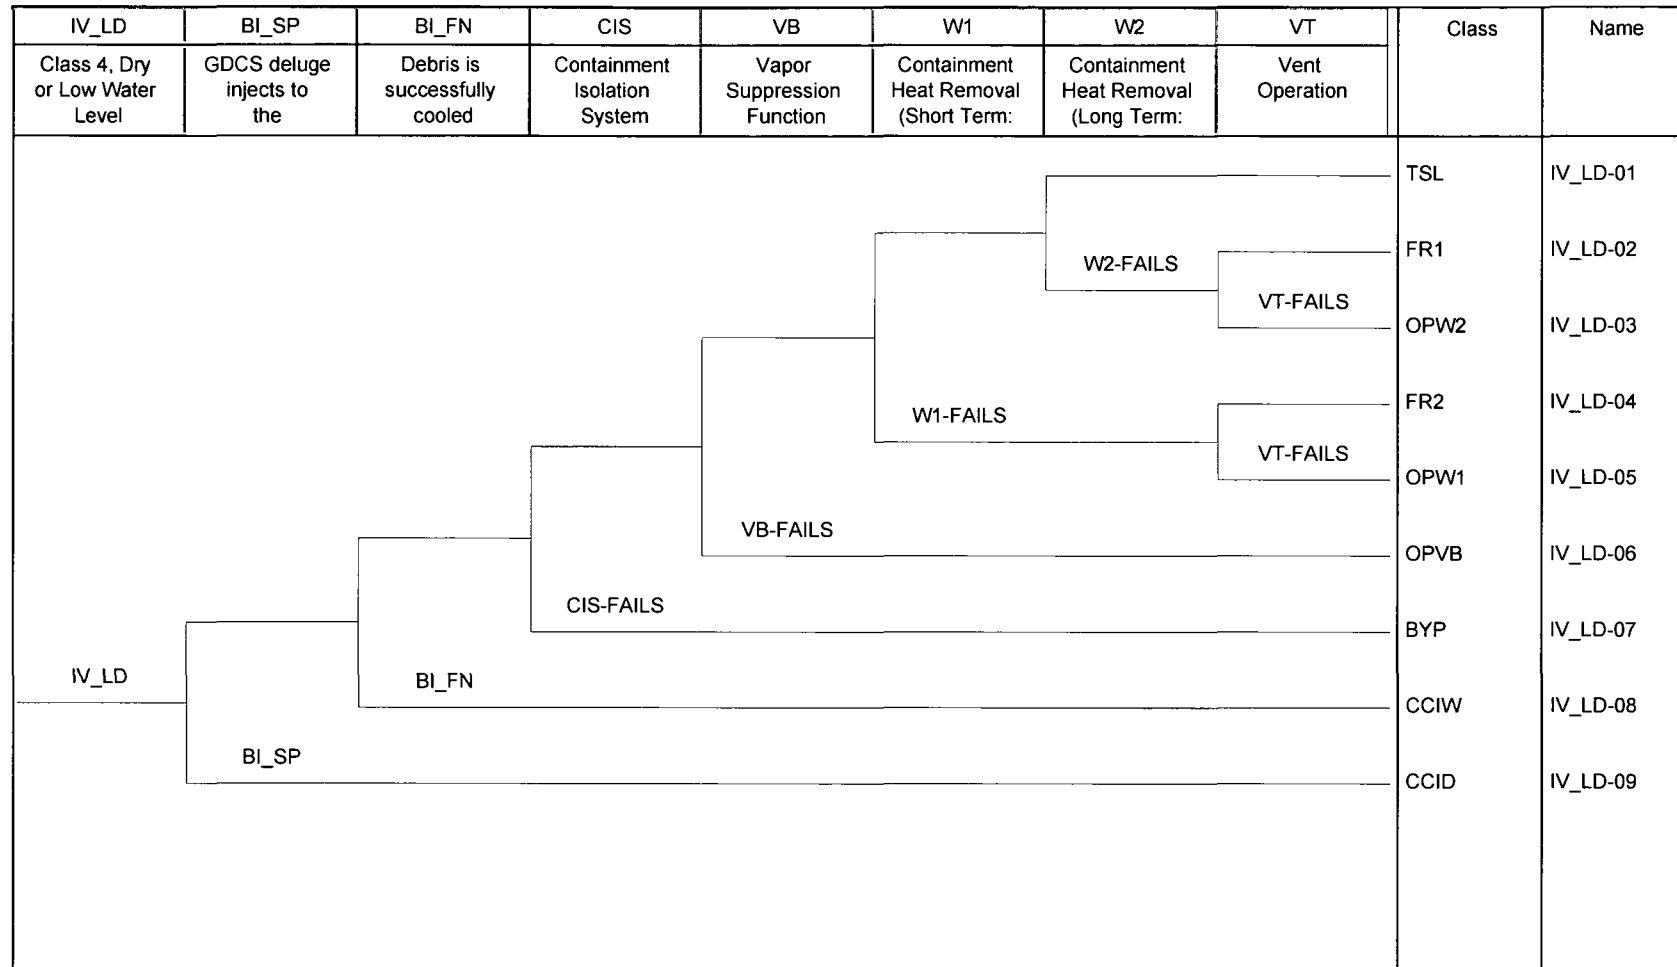 IV_LD BI_SP BI_FN CIS VB W1 W2 VT Class Name
Class 4, Dry GDCS deluge Debris is Containment Vapor Containment Containment Vent
or Low Water injects to successfully Isolation Suppression Heat Removal Heat Removal Operation
Level the cooled System Function (Short Term: (Long Term:
TSL IV_LD-01
FR1 IV_LD-02
W2-FAILS
VT-FAILS
OPW2 IV_LD-03
FR2 IV_LD-04
W1-FAILS
VT-FAILS
OPW1 IV_LD-05
VB-FAILS
OPVB IV_LD-06
CIS-FAILS
BYP IV_LD-07
IV_LD BI_FN
CCIW IV_LD-08
BI_SP
CCID IV_LD-09